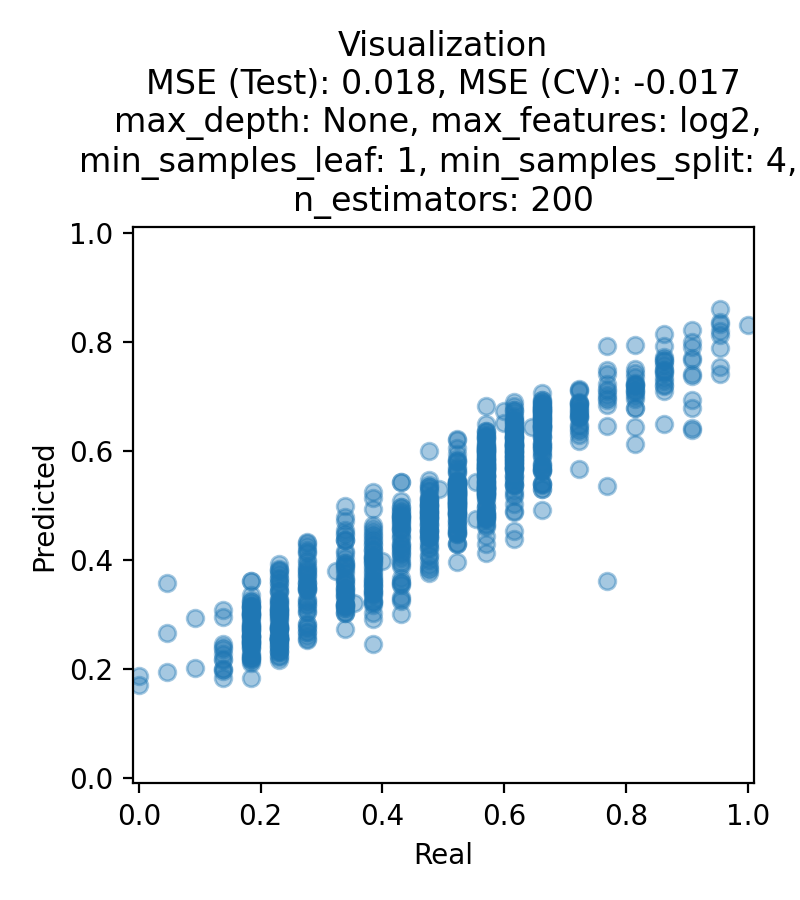 Visualization
MSE (Test): 0.018, MSE (CV): -0.017
max_depth: None, max_features: log2,
min_samples_leaf: 1, min_samples_split: 4,
n_estimators: 200
1.0
0.8
0.6
0.4
0.2
0.0
Predicted
0.0 0.2 0.4 0.6 0.8 1.0
Real